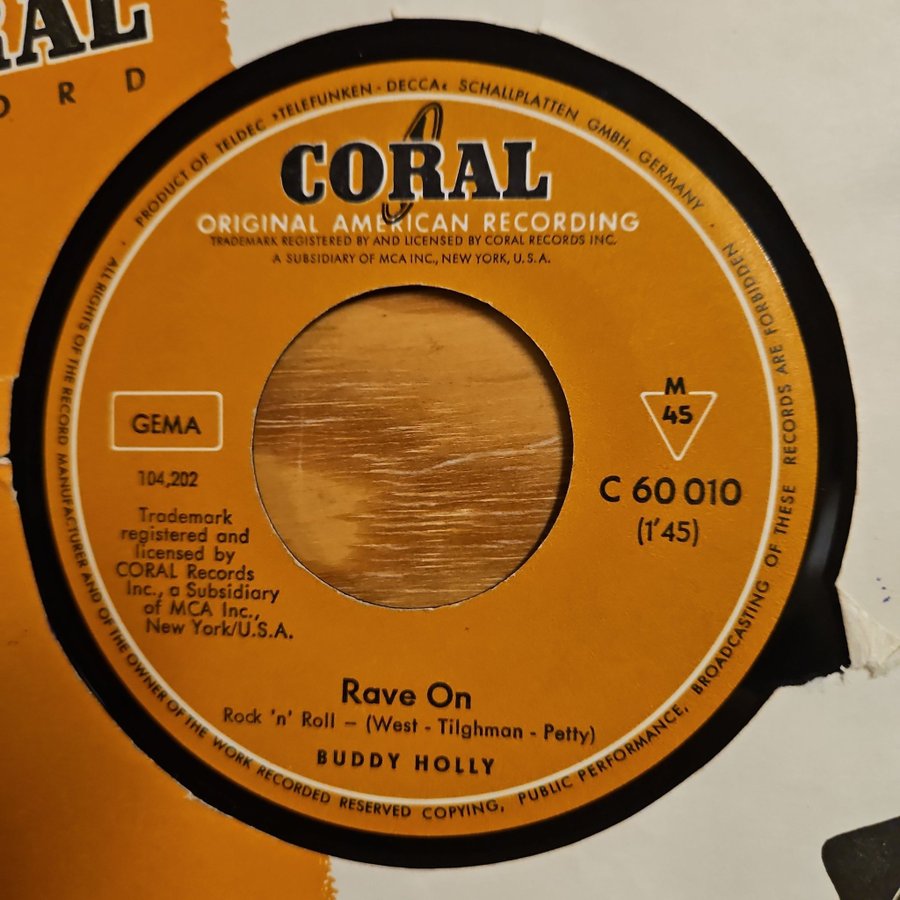 RAL
ORD
PRODUCT OF TELDEC »TELEFUNKEN - DECCA« SCHALLPLATTEN GMBH, GERMANY ·
ALL RIGHTS OF THE RECORD MANUFACTURER AND OF THE OWNER OF THE WORK RECORDED RESERVED COPYING, PUBLIC PERFORMANCE, BROADCASTING OF THESE RECORDS ARE FORBIDDEN ·
CORAL
ORIGINAL AMERICAN RECORDING
TRADEMARK REGISTERED BY AND LICENSED BY CORAL RECORDS INC.
A SUBSIDIARY OF MCA INC., NEW YORK, U.S.A.
GEMA
M
45
104,202
C 60 010
(1'45)
Trademark
registered and
licensed by
CORAL Records
Inc., a Subsidiary
of MCA Inc.,
New York/U.S.A.
Rave On
Rock 'n' Roll – (West - Tilghman - Petty)
BUDDY HOLLY